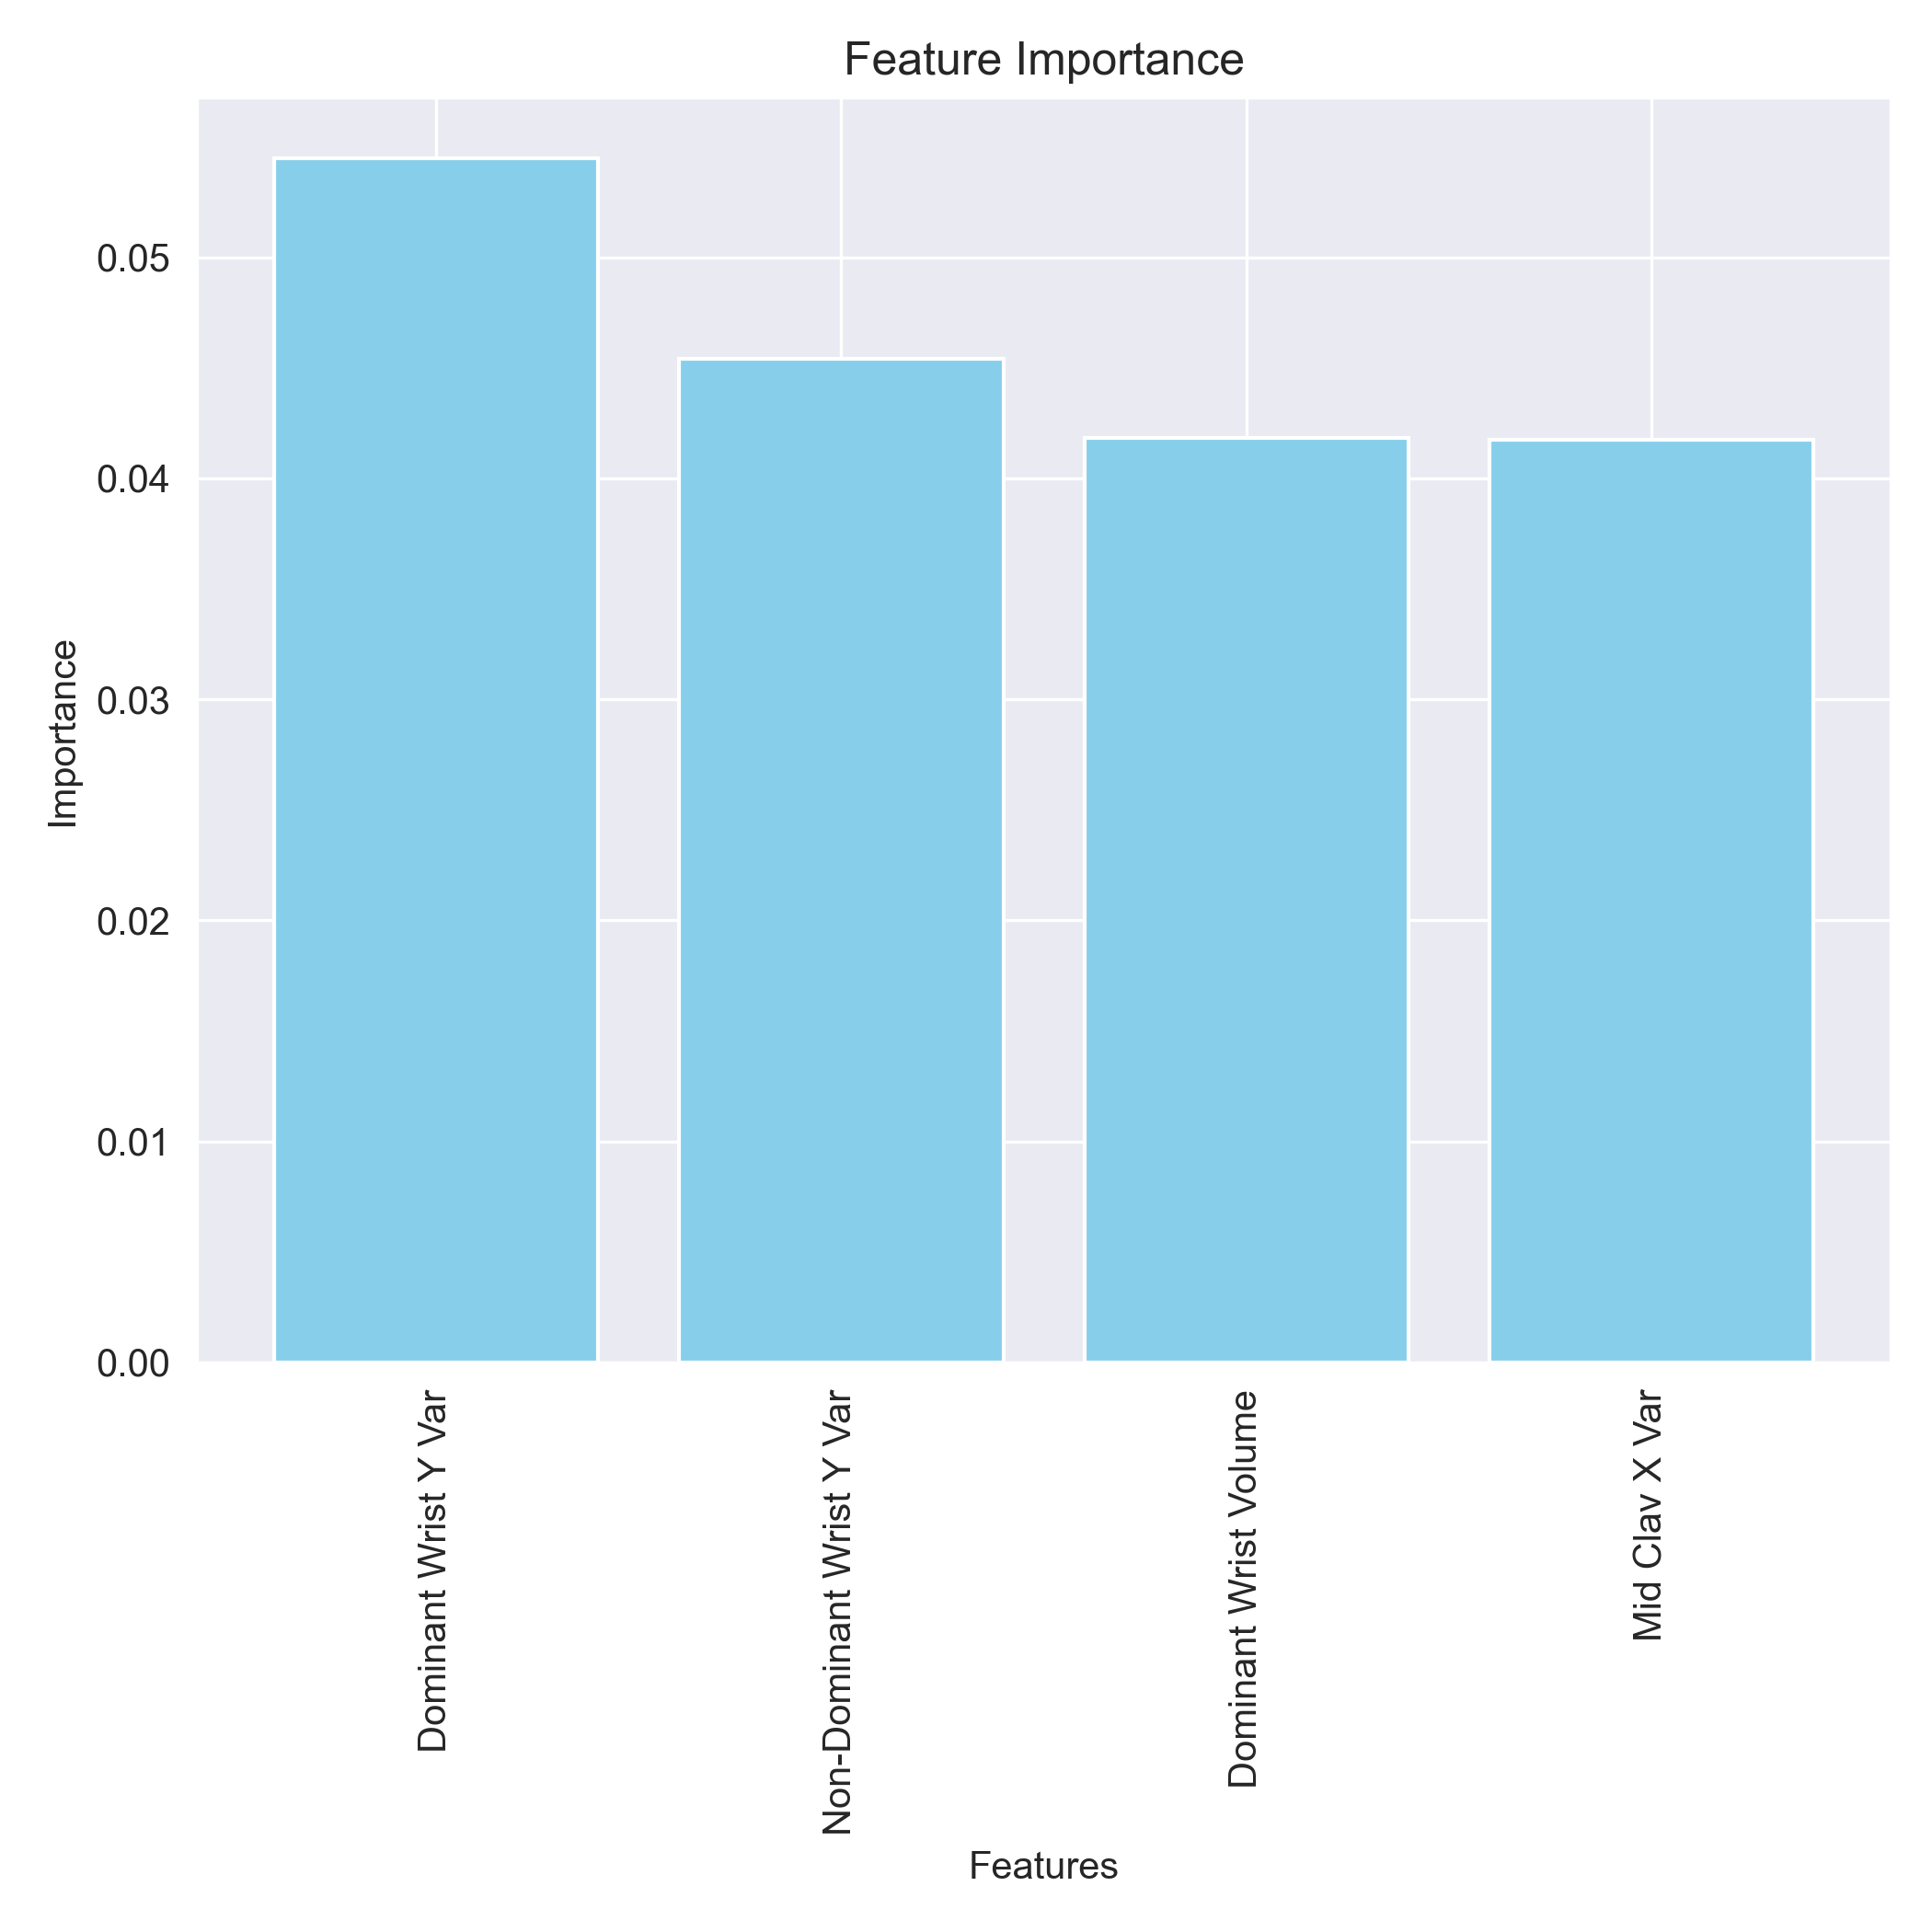 Feature Importance
Importance
0.05
0.04
0.03
0.02
0.01
0.00
Dominant Wrist Y Var
Non-Dominant Wrist Y Var
Dominant Wrist Volume
Mid Clav X Var
Features